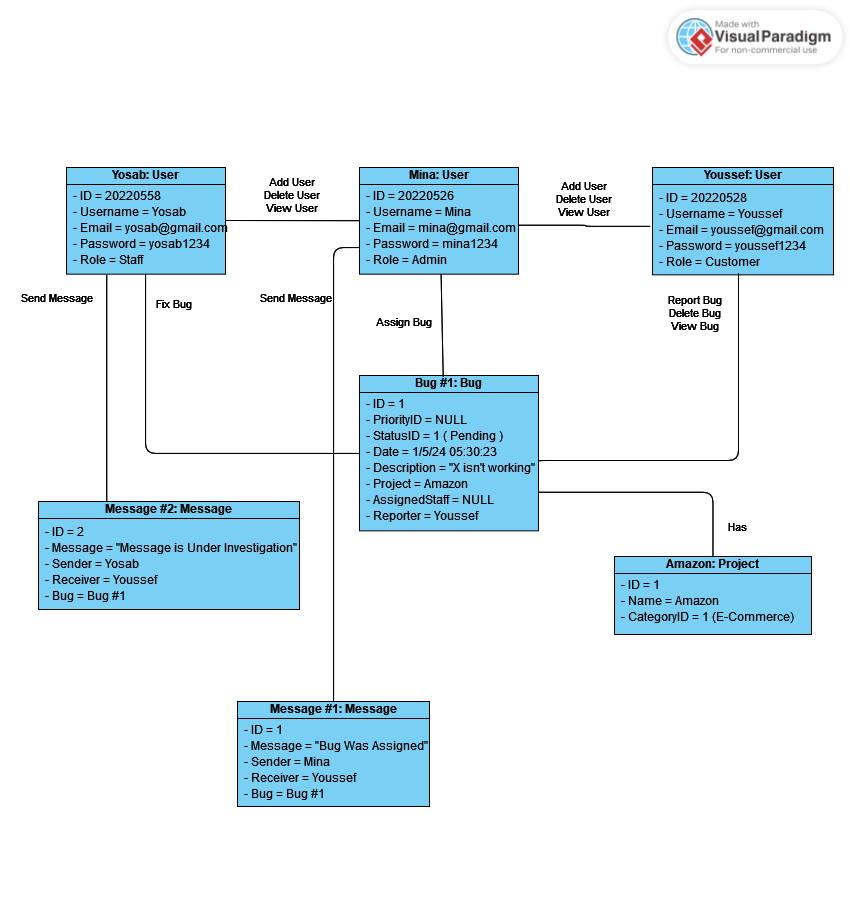 Made with
VisualParadigm
For non-commercial use
Yosab: User
- ID = 20220558
- Username = Yosab
- Email = yosab@gmail.com
- Password = yosab1234
- Role = Staff
Add User
Delete User
View User
Mina: User
- ID = 20220526
- Username = Mina
- Email = mina@gmail.com
- Password = mina1234
- Role = Admin
Add User
Delete User
View User
Youssef: User
- ID = 20220528
- Username = Youssef
- Email = youssef@gmail.com
- Password = youssef1234
- Role = Customer
Send Message
Fix Bug
Send Message
Assign Bug
Report Bug
Delete Bug
View Bug
Bug #1: Bug
- ID = 1
- PriorityID = NULL
- StatusID = 1 ( Pending )
- Date = 1/5/24 05:30:23
- Description = "X isn't working"
- Project = Amazon
- AssignedStaff = NULL
- Reporter = Youssef
Message #2: Message
- ID = 2
- Message = "Message is Under Investigation"
- Sender = Yosab
- Receiver = Youssef
- Bug = Bug #1
Has
Amazon: Project
- ID = 1
- Name = Amazon
- CategoryID = 1 (E-Commerce)
Message #1: Message
- ID = 1
- Message = "Bug Was Assigned"
- Sender = Mina
- Receiver = Youssef
- Bug = Bug #1